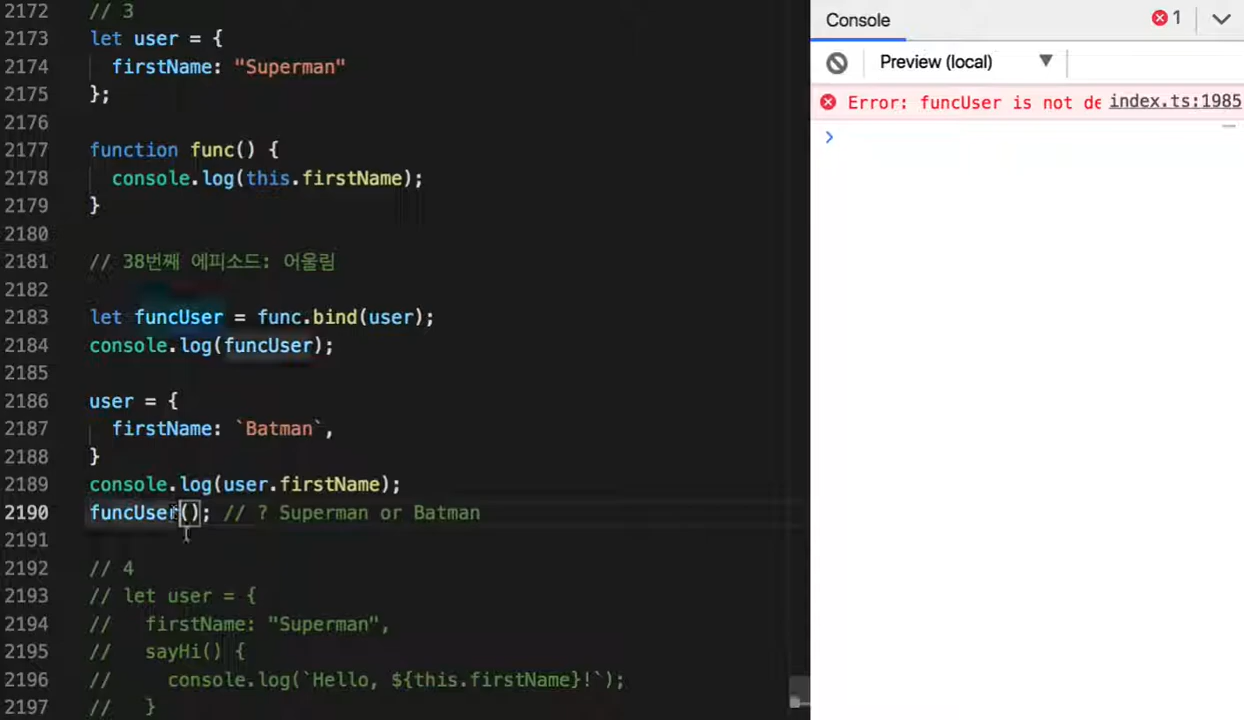 2172 // 3
2173 let user = {
2174 firstName: "Superman"
2175 };
2176
2177 function func() {
2178 console.log(this.firstName);
2179 }
2180
2181 // 38번째 에피소드: 어울림
2182
2183 let funcUser = func.bind(user);
2184 console.log(funcUser);
2185
2186 user = {
2187 firstName: `Batman`,
2188 }
2189 console.log(user.firstName);
2190 funcUser(); // ? Superman or Batman
2191
2192 // 4
2193 // let user = {
2194 // firstName: "Superman",
2195 // sayHi() {
2196 // console.log(`Hello, ${this.firstName}!`);
2197 // }
Console 1
Preview (local)
Error: funcUser is not de index.ts:1985